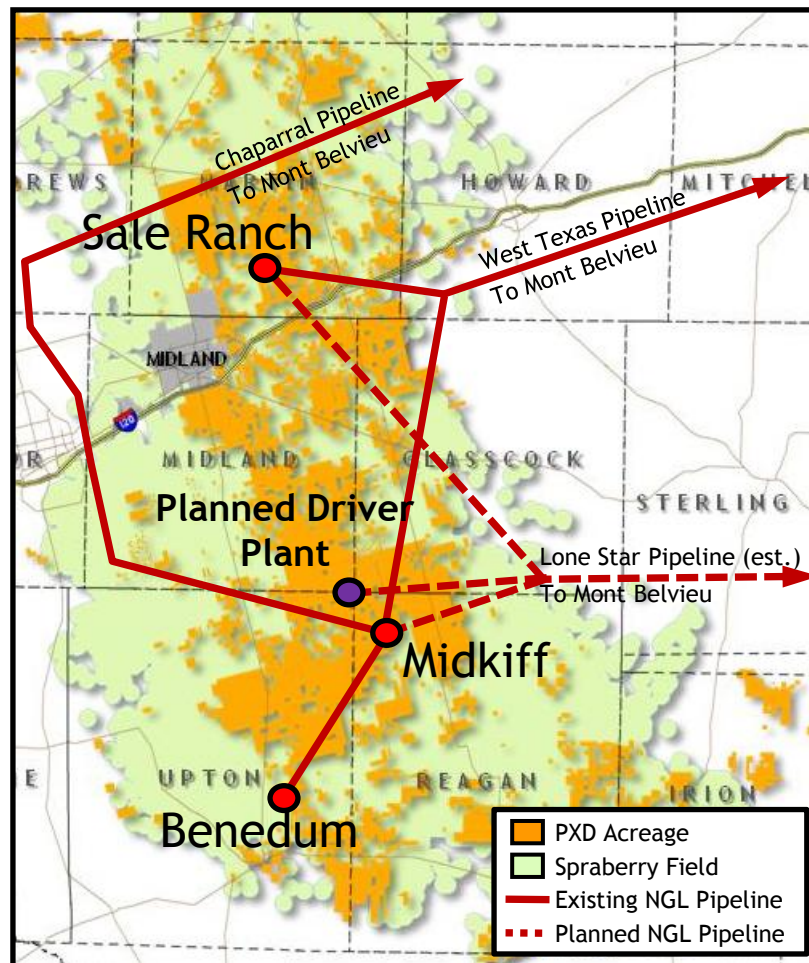 Chaparral Pipeline
To Mont Belvieu
REWS
HOWARD
MITCHEL
Sale Ranch
West Texas Pipeline
To Mont Belvieu
MIDLAND
OR
MIDLAND
GLASSCOCK
STERLING
Planned Driver
Plant
Lone Star Pipeline (est.)
To Mont Belvieu
Midkiff
UPTON
REAGAN
IRION
Benedum
PXD Acreage
Spraberry Field
Existing NGL Pipeline
Planned NGL Pipeline